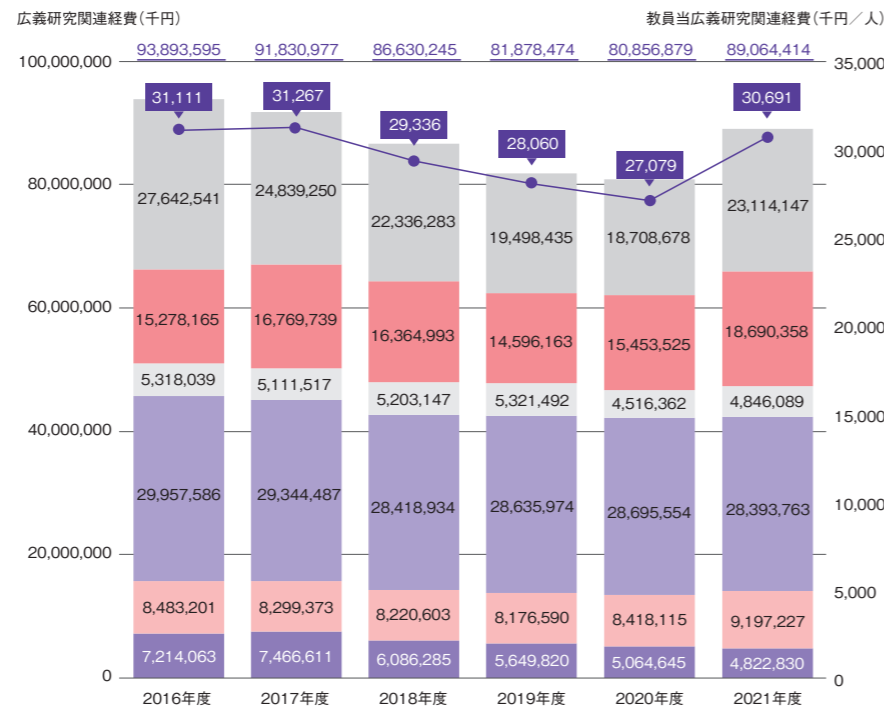 広義研究関連経費(千円)
教員当広義研究関連経費(千円／人)
93,893,595 91,830,977 86,630,245 81,878,474 80,856,879 89,064,414
100,000,000
80,000,000
60,000,000
40,000,000
20,000,000
0
35,000
30,000
25,000
20,000
15,000
10,000
5,000
0
31,111 31,267 29,336 28,060 27,079 30,691
27,642,541 24,839,250 22,336,283 19,498,435 18,708,678 23,114,147
15,278,165 16,769,739 16,364,993 14,596,163 15,453,525 18,690,358
5,318,039 5,111,517 5,203,147 5,321,492 4,516,362 4,846,089
29,957,586 29,344,487 28,418,934 28,635,974 28,695,554 28,393,763
8,483,201 8,299,373 8,220,603 8,176,590 8,418,115 9,197,227
7,214,063 7,466,611 6,086,285 5,649,820 5,064,645 4,822,830
2016年度 2017年度 2018年度 2019年度 2020年度 2021年度